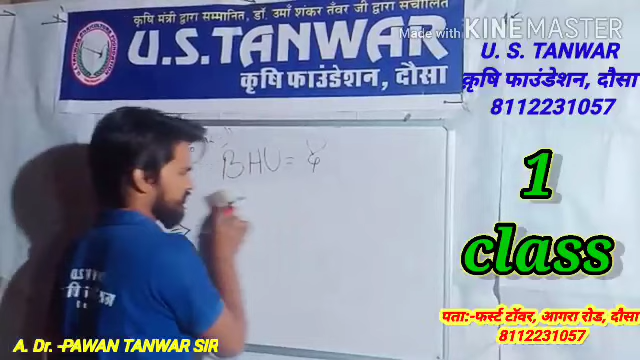 कृषि मंत्री द्वारा सम्मानित, डॉ. उमाँ शंकर तँवर जी द्वारा संचालित
U.S. TANWAR
कृषि फाउंडेशन, दौसा
Made with KINEMASTER
U. S. TANWAR
कृषि फाउंडेशन, दौसा
8112231057
BHU = 4
1
class
पता:-फर्स्ट टॉवर, आगरा रोड, दौसा
8112231057
A. Dr. -PAWAN TANWAR SIR